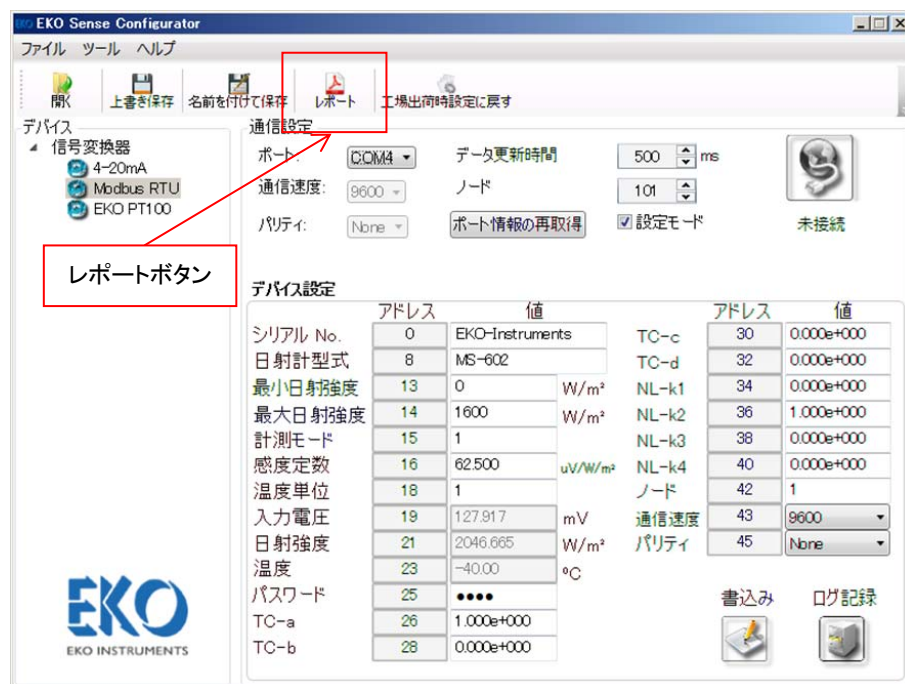 EKO Sense Configurator
ファイル ツール ヘルプ
開く 上書き保存 名前を付けて保存 レポート 工場出荷時設定に戻す
デバイス
信号変換器
4-20mA
Modbus RTU
EKO PT100
レポートボタン
通信設定
ポート: COM4 データ更新時間 500 ms
通信速度: 9600 ノード 101
パリティ: None ポート情報の再取得 設定モード 未接続
デバイス設定
アドレス 値 アドレス 値
シリアル No. 0 EKO-Instruments TC-c 30 0.000e+000
日射計型式 8 MS-602 TC-d 32 0.000e+000
最小日射強度 13 0 W/m² NL-k1 34 0.000e+000
最大日射強度 14 1600 W/m² NL-k2 36 1.000e+000
計測モード 15 1 NL-k3 38 0.000e+000
感度定数 16 62.500 uV/W/m² NL-k4 40 0.000e+000
温度単位 18 1 ノード 42 1
入力電圧 19 127.917 mV 通信速度 43 9600
日射強度 21 2046.665 W/m² パリティ 45 None
温度 23 -40.00 ºC
パスワード 25 ●●●● 書込み ログ記録
TC-a 26 1.000e+000
TC-b 28 0.000e+000
EKO
EKO INSTRUMENTS